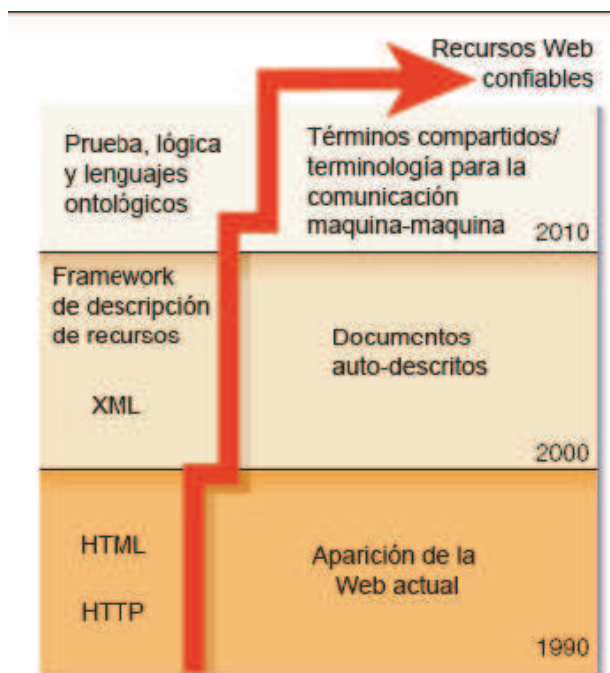 Recursos Web
confiables
Prueba, lógica
y lenguajes
ontológicos
Términos compartidos/
terminología para la
comunicación
maquina-maquina
2010
Framework
de descripción
de recursos
XML
Documentos
auto-descritos
2000
HTML
HTTP
Aparición de la
Web actual
1990